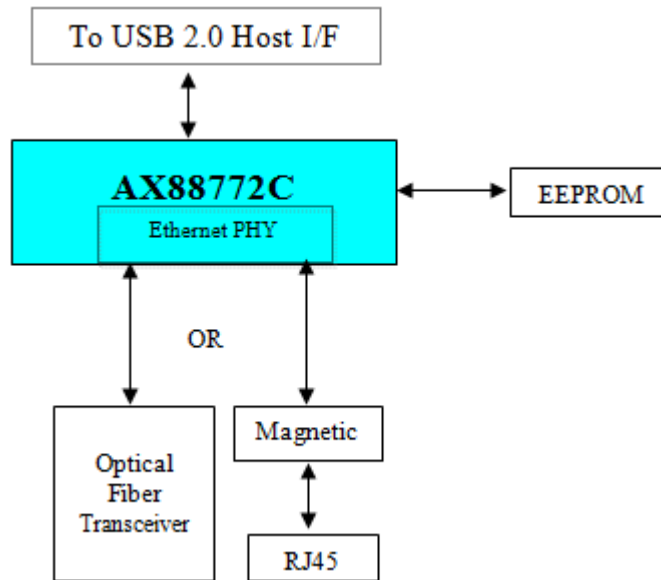 To USB 2.0 Host I/F
AX88772C
Ethernet PHY
EEPROM
OR
Optical
Fiber
Transceiver
Magnetic
RJ45